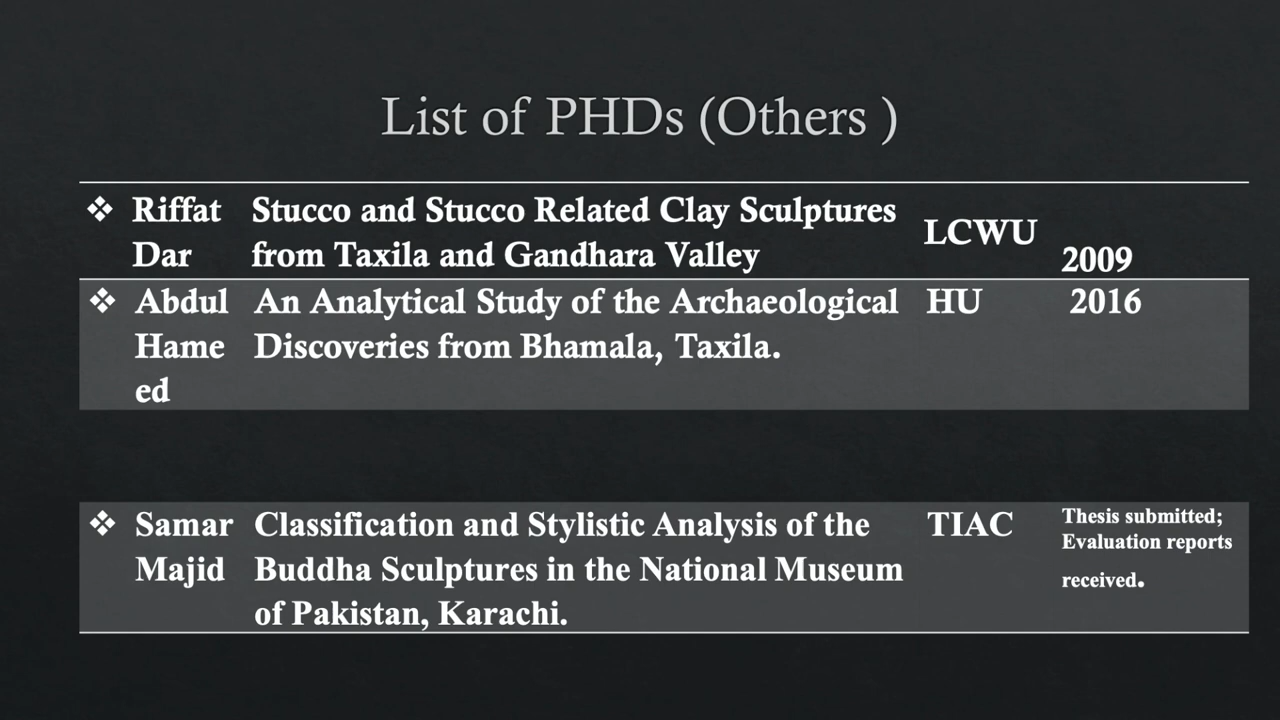 List of PHDs (Others )
❖ Riffat Stucco and Stucco Related Clay Sculptures LCWU
Dar from Taxila and Gandhara Valley 2009
❖ Abdul An Analytical Study of the Archaeological HU 2016
Hame Discoveries from Bhamala, Taxila.
ed
❖ Samar Classification and Stylistic Analysis of the TIAC Thesis submitted;
Evaluation reports
Majid Buddha Sculptures in the National Museum received.
of Pakistan, Karachi.